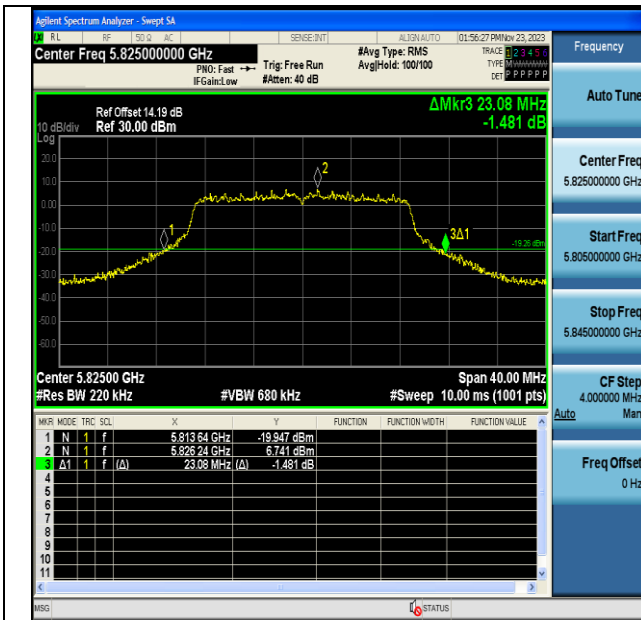 Agilent Spectrum Analyzer - Swept SA
RL RF 50 Ω AC SENSE:INT ALIGN AUTO 01:56:27 PM Nov 23, 2023
Center Freq 5.825000000 GHz
PNO: Fast
IFGain:Low
Trig: Free Run
#Atten: 40 dB
#Avg Type: RMS
Avg|Hold: 100/100
TRACE 1 2 3 4 5 6
TYPE M
DET P P P P P P
Frequency
Auto Tune
Center Freq
5.825000000 GHz
Start Freq
5.805000000 GHz
Stop Freq
5.845000000 GHz
CF Step
4.000000 MHz
Auto Man
Freq Offset
0 Hz
Ref Offset 14.19 dB
10 dB/div Ref 30.00 dBm
Log
ΔMkr3 23.08 MHz
-1.481 dB
20.0
10.0
0.00
-10.0
-20.0
-30.0
-40.0
-50.0
-60.0
1
2
3Δ1
-19.26 dBm
Center 5.82500 GHz Span 40.00 MHz
#Res BW 220 kHz #VBW 680 kHz #Sweep 10.00 ms (1001 pts)
MKR MODE TRC SCL X Y FUNCTION FUNCTION WIDTH FUNCTION VALUE
1 N 1 f 5.813 64 GHz -19.947 dBm
2 N 1 f 5.826 24 GHz 6.741 dBm
3 Δ1 1 f (Δ) 23.08 MHz (Δ) -1.481 dB
4
5
6
7
8
9
10
11
MSG STATUS